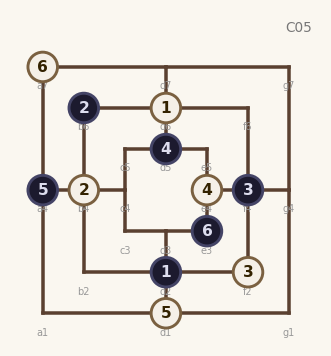 C05
6
a7 d7 g7
2 1
b6 d6 f6
4
c5 d5 e5
5 2 4 3
a4 b4 c4 e4 f4 g4
6
c3 d3 e3
1 3
b2 d2 f2
5
a1 d1 g1